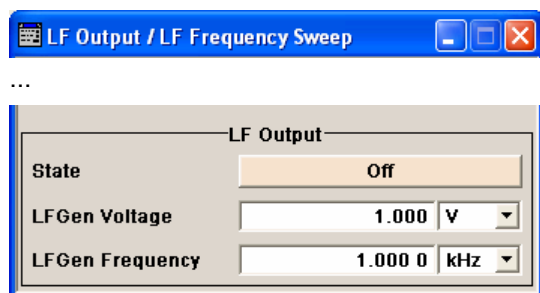 LF Output / LF Frequency Sweep
...
LF Output
State Off
LFGen Voltage 1.000 V
LFGen Frequency 1.000 0 kHz